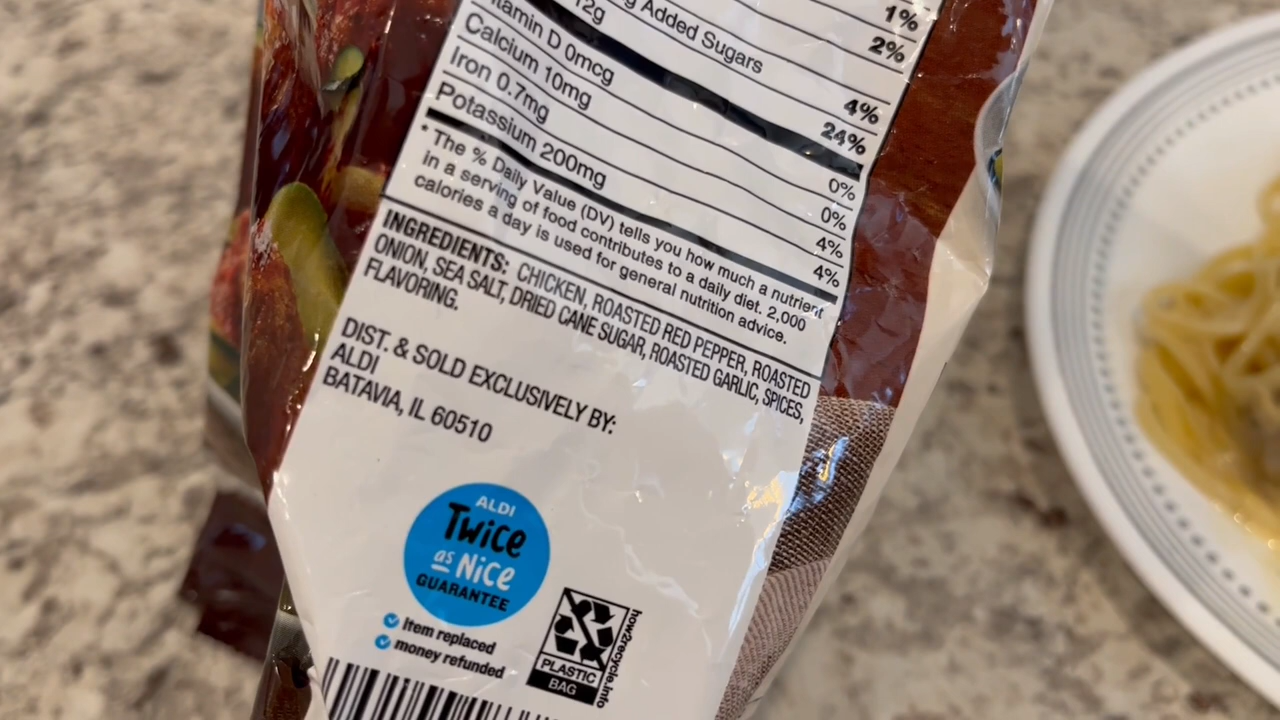 1%
2%
g Added Sugars 4%
12g 24%
itamin D 0mcg 0%
Calcium 10mg 0%
Iron 0.7mg 4%
Potassium 200mg 4%
* The % Daily Value (DV) tells you how much a nutrient
in a serving of food contributes to a daily diet. 2,000
calories a day is used for general nutrition advice.
INGREDIENTS: CHICKEN, ROASTED RED PEPPER, ROASTED
ONION, SEA SALT, DRIED CANE SUGAR, ROASTED GARLIC, SPICES,
FLAVORING.
DIST. & SOLD EXCLUSIVELY BY:
ALDI
BATAVIA, IL 60510
ALDI
Twice
as Nice
GUARANTEE
Item replaced
money refunded
PLASTIC
BAG
how2recycle.info